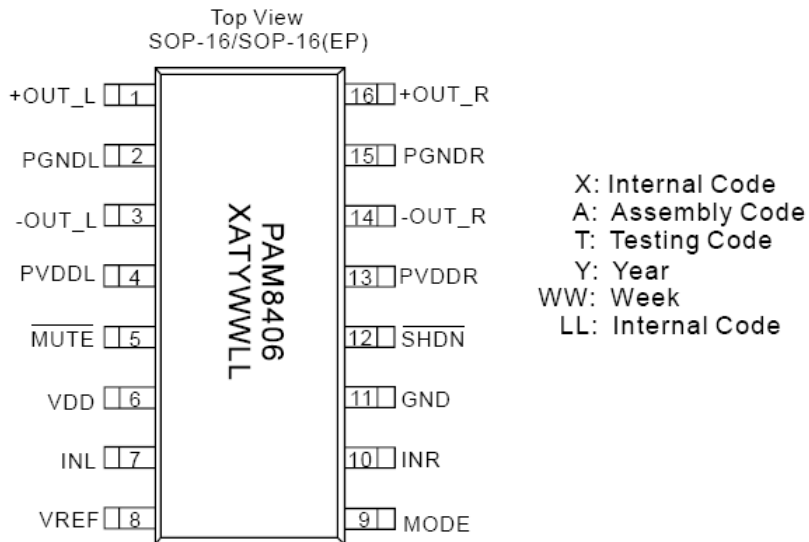 Top View
SOP-16/SOP-16(EP)
+OUT_L 1
16 +OUT_R
PGNDL 2
15 PGNDR
-OUT_L 3
14 -OUT_R
PVDDL 4
13 PVDDR
MUTE 5
12 SHDN
VDD 6
11 GND
INL 7
10 INR
VREF 8
9 MODE
PAM8406
XATYWWLL
X: Internal Code
A: Assembly Code
T: Testing Code
Y: Year
WW: Week
LL: Internal Code